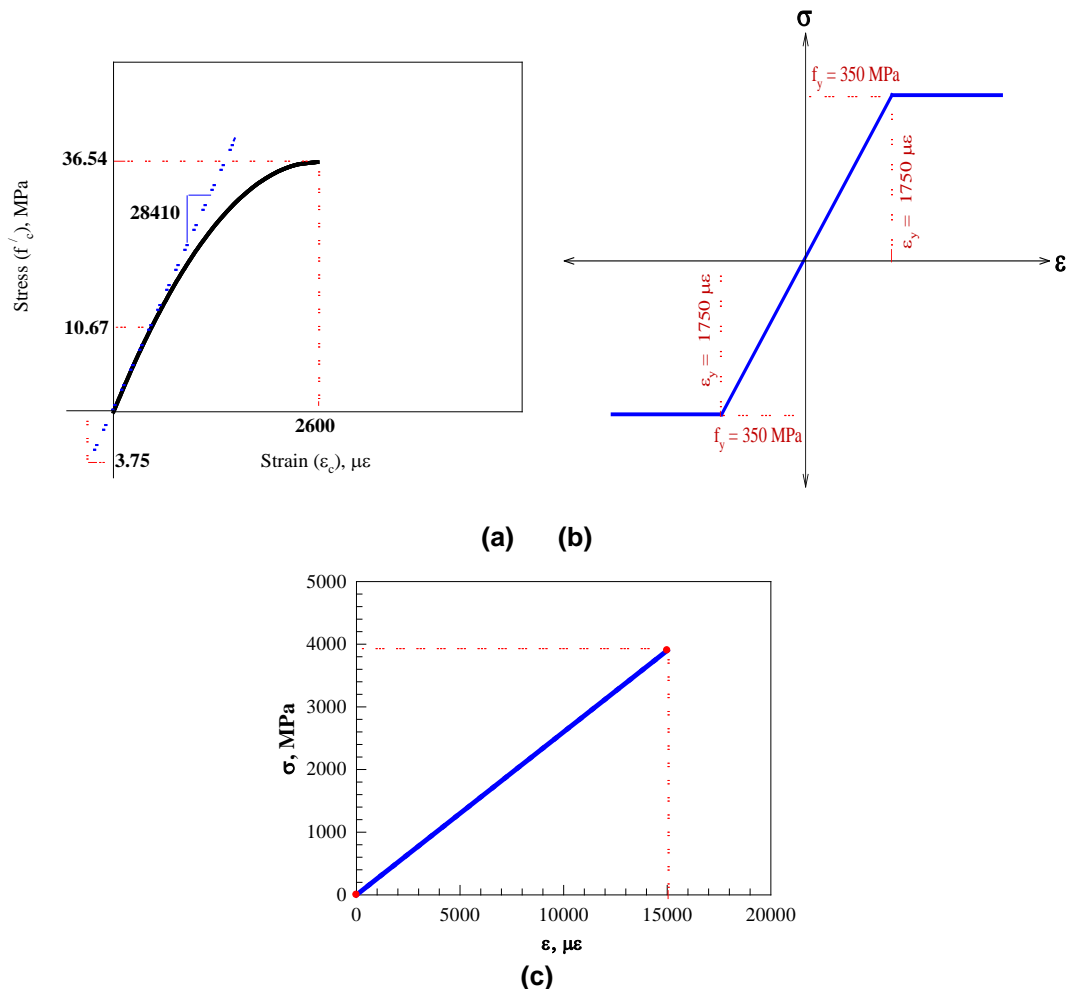 36.54
28410
10.67
Stress (f'c), MPa
3.75
2600
Strain (εc), με
σ
fy = 350 MPa
εy = 1750 με
ε
εy = 1750 με
fy = 350 MPa
(a) (b)
5000
4000
3000
2000
1000
0
σ, MPa
0 5000 10000 15000 20000
ε, με
(c)